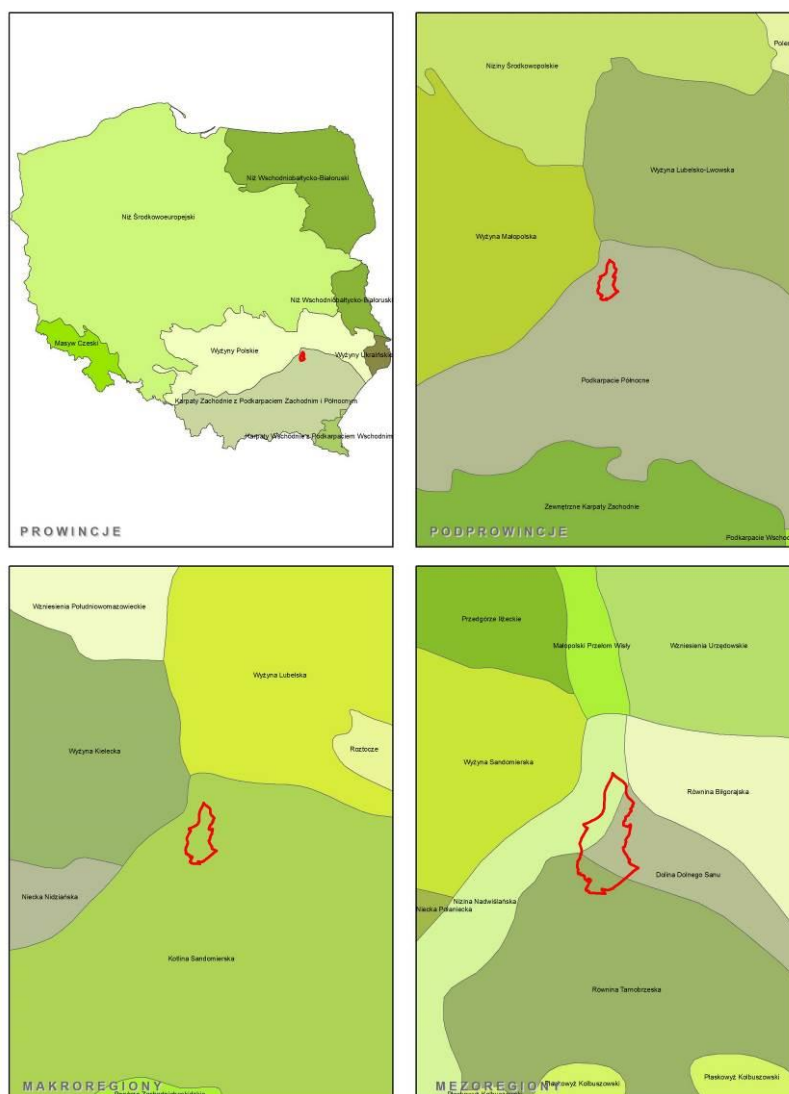 Niż Wschodniobałtycko-Białoruski
Niż Środkowoeuropejski
Niż Wschodniobałtycko-Białoruski
Masyw Czeski
Wyżyny Polskie
Wyżyny Ukraińskie
Karpaty Zachodnie z Podkarpaciem Zachodnim i Północnym
Karpaty Wschodnie z Podkarpaciem Wschodnim
PROWINCJE
Niziny Środkowopolskie
Wyżyna Lubelsko-Lwowska
Wyżyna Małopolska
Podkarpacie Północne
Zewnętrzne Karpaty Zachodnie
PODPROWINCJE
Wzniesienia Południowomazowieckie
Wyżyna Lubelska
Wyżyna Kielecka
Roztocze
Niecka Nidziańska
Kotlina Sandomierska
MAKROREGIONY
Przedgórze Iłżeckie
Małopolski Przełom Wisły
Wzniesienia Urzędowskie
Wyżyna Sandomierska
Równina Biłgorajska
Dolina Dolnego Sanu
Nizina Nadwiślańska
Niecka Połaniecka
Równina Tarnobrzeska
MEZOREGIONY
Płaskowyż Kolbuszowski
Płaskowyż Kolbuszowski